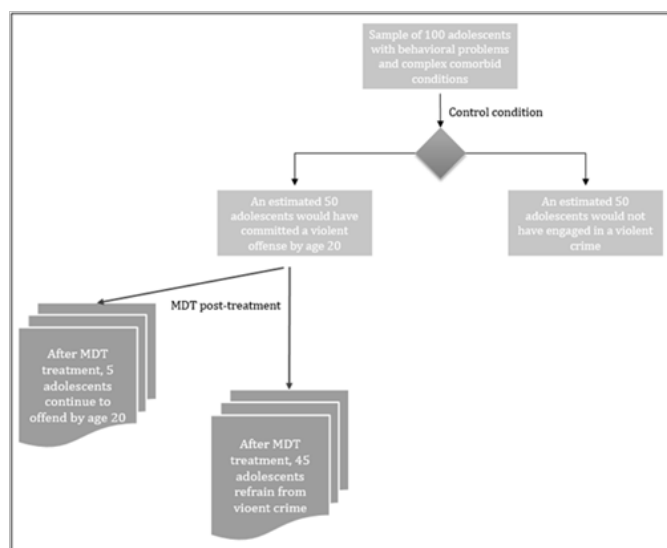 Sample of 100 adolescents
with behavioral problems
and complex comorbid
conditions
Control condition
An estimated 50
adolescents would have
committed a violent
offense by age 20
An estimated 50
adolescents would not
have engaged in a violent
crime
MDT post-treatment
After MDT
treatment, 5
adolescents
continue to
offend by age 20
After MDT
treatment, 45
adolescents
refrain from
vioent crime